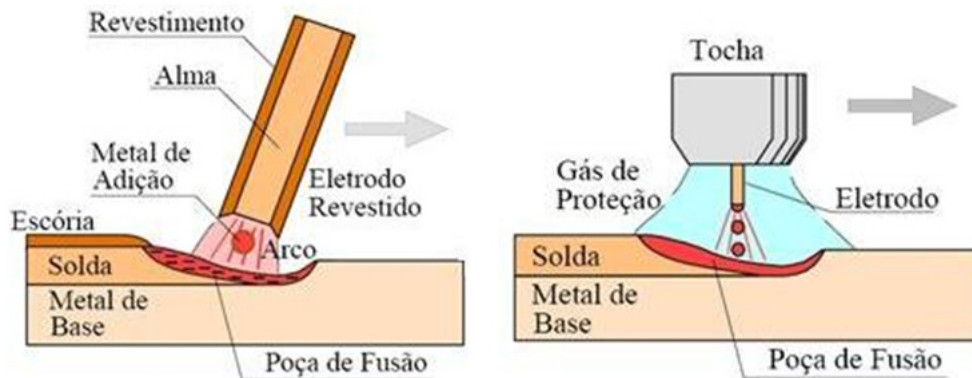 Revestimento
Alma
Metal de
Adição
Eletrodo
Revestido
Escória
Arco
Solda
Metal de
Base
Poça de Fusão
Tocha
Gás de
Proteção
Eletrodo
Solda
Metal de
Base
Poça de Fusão